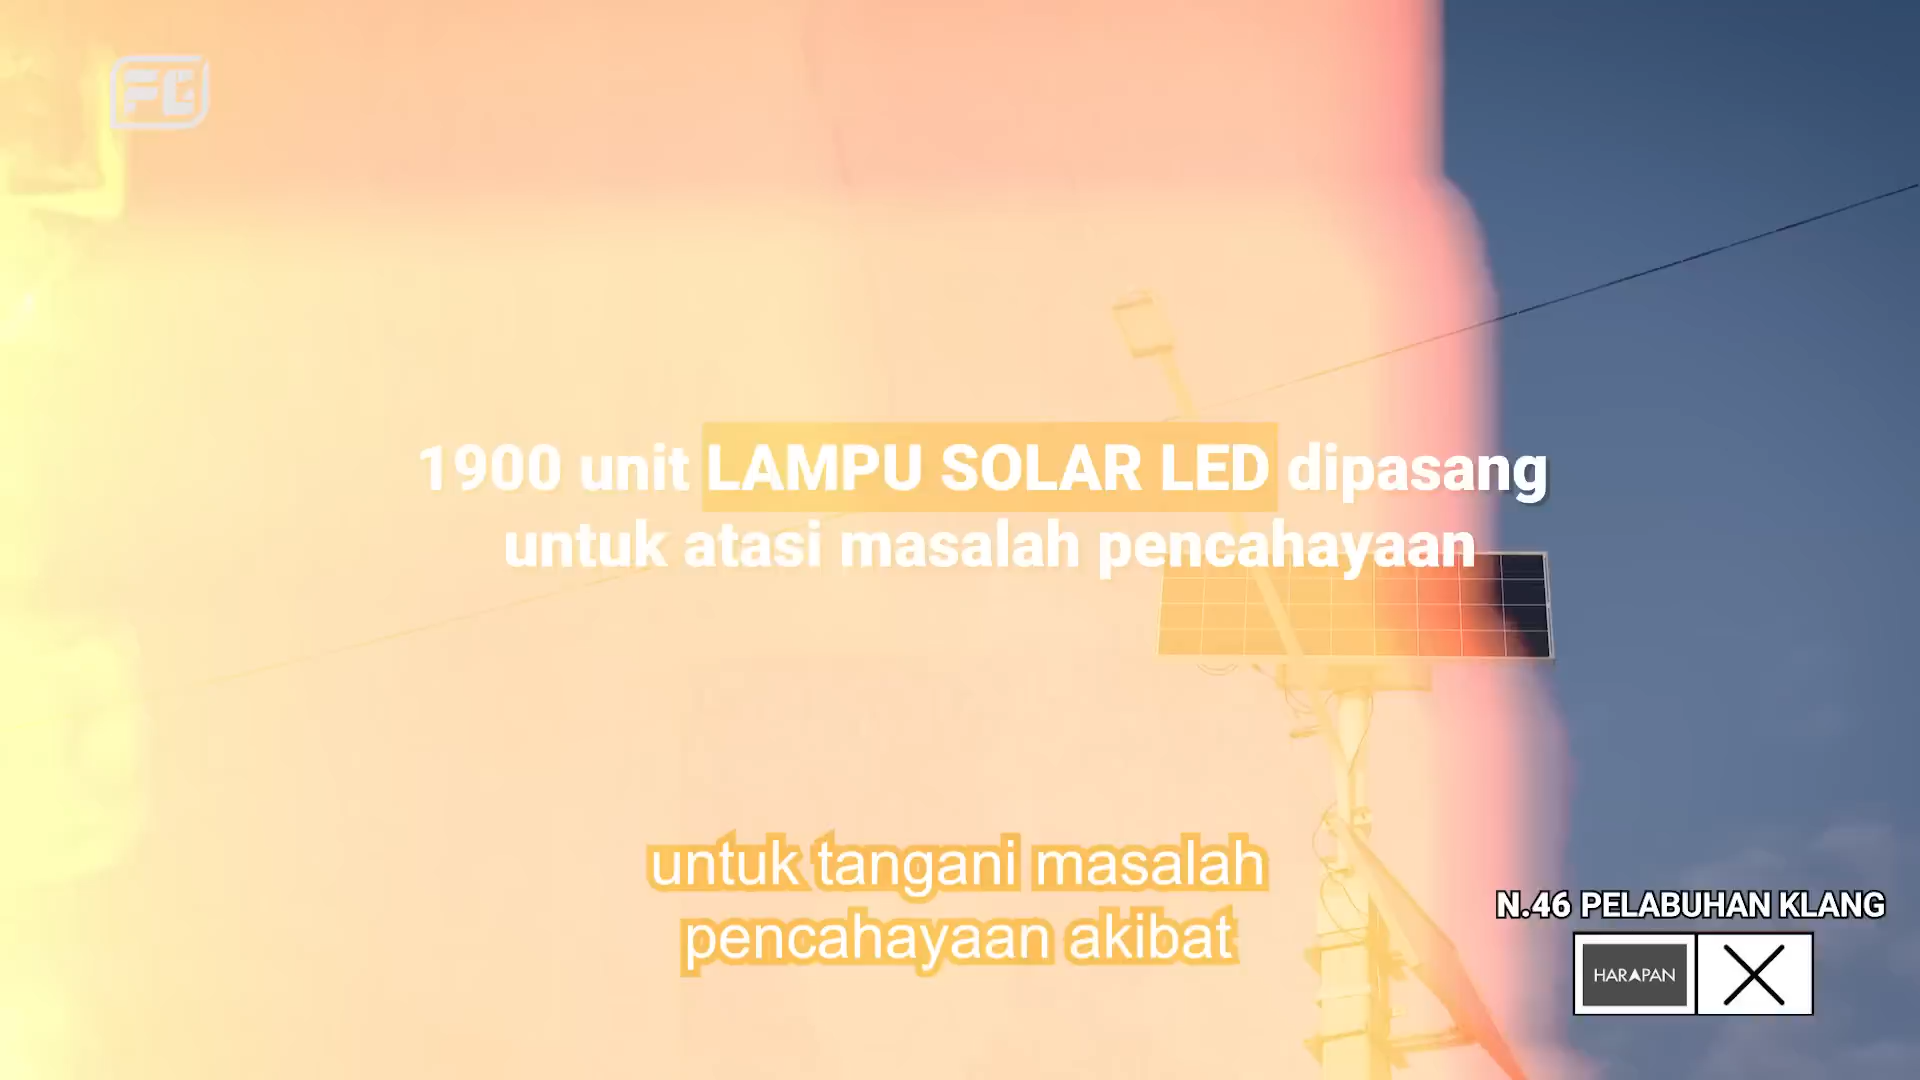 FG
1900 unit LAMPU SOLAR LED dipasang
untuk atasi masalah pencahayaan
untuk tangani masalah
pencahayaan akibat
N.46 PELABUHAN KLANG
HARAPAN